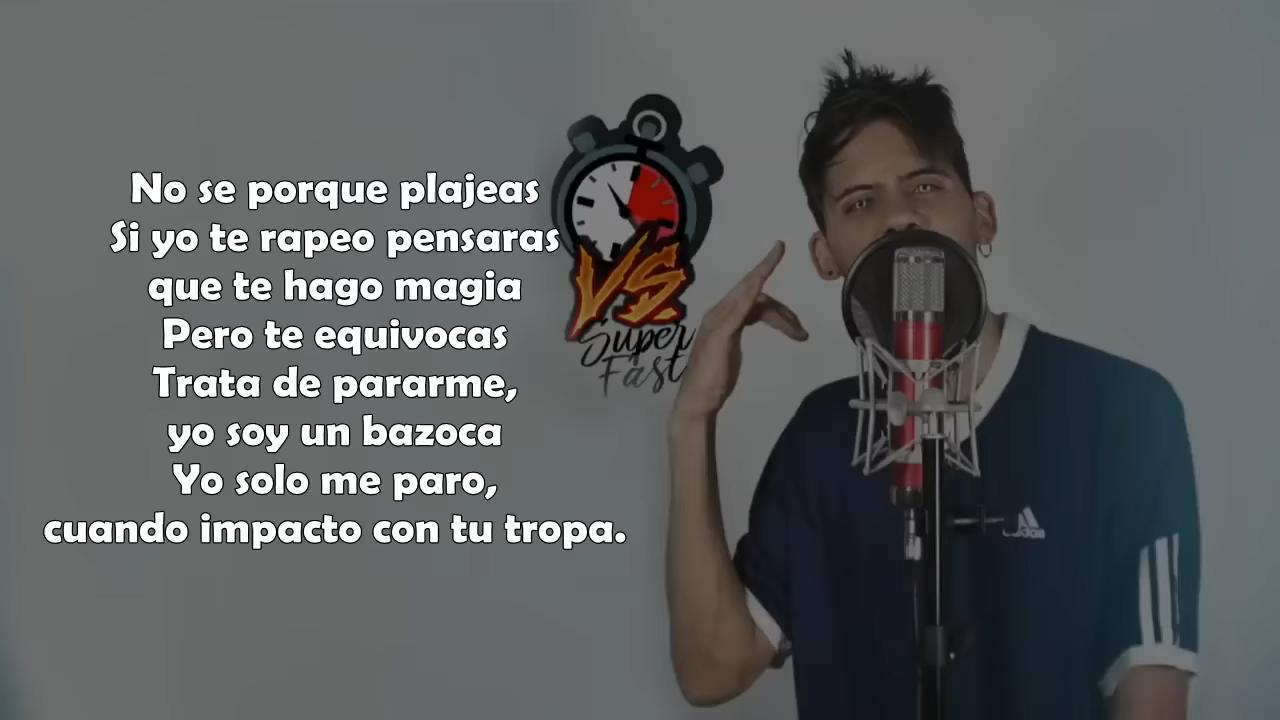 No se porque plajeas
Si yo te rapeo pensaras
que te hago magia
Pero te equivocas
Trata de pararme,
yo soy un bazoca
Yo solo me paro,
cuando impacto con tu tropa.
VS
Super
Fast
adidas